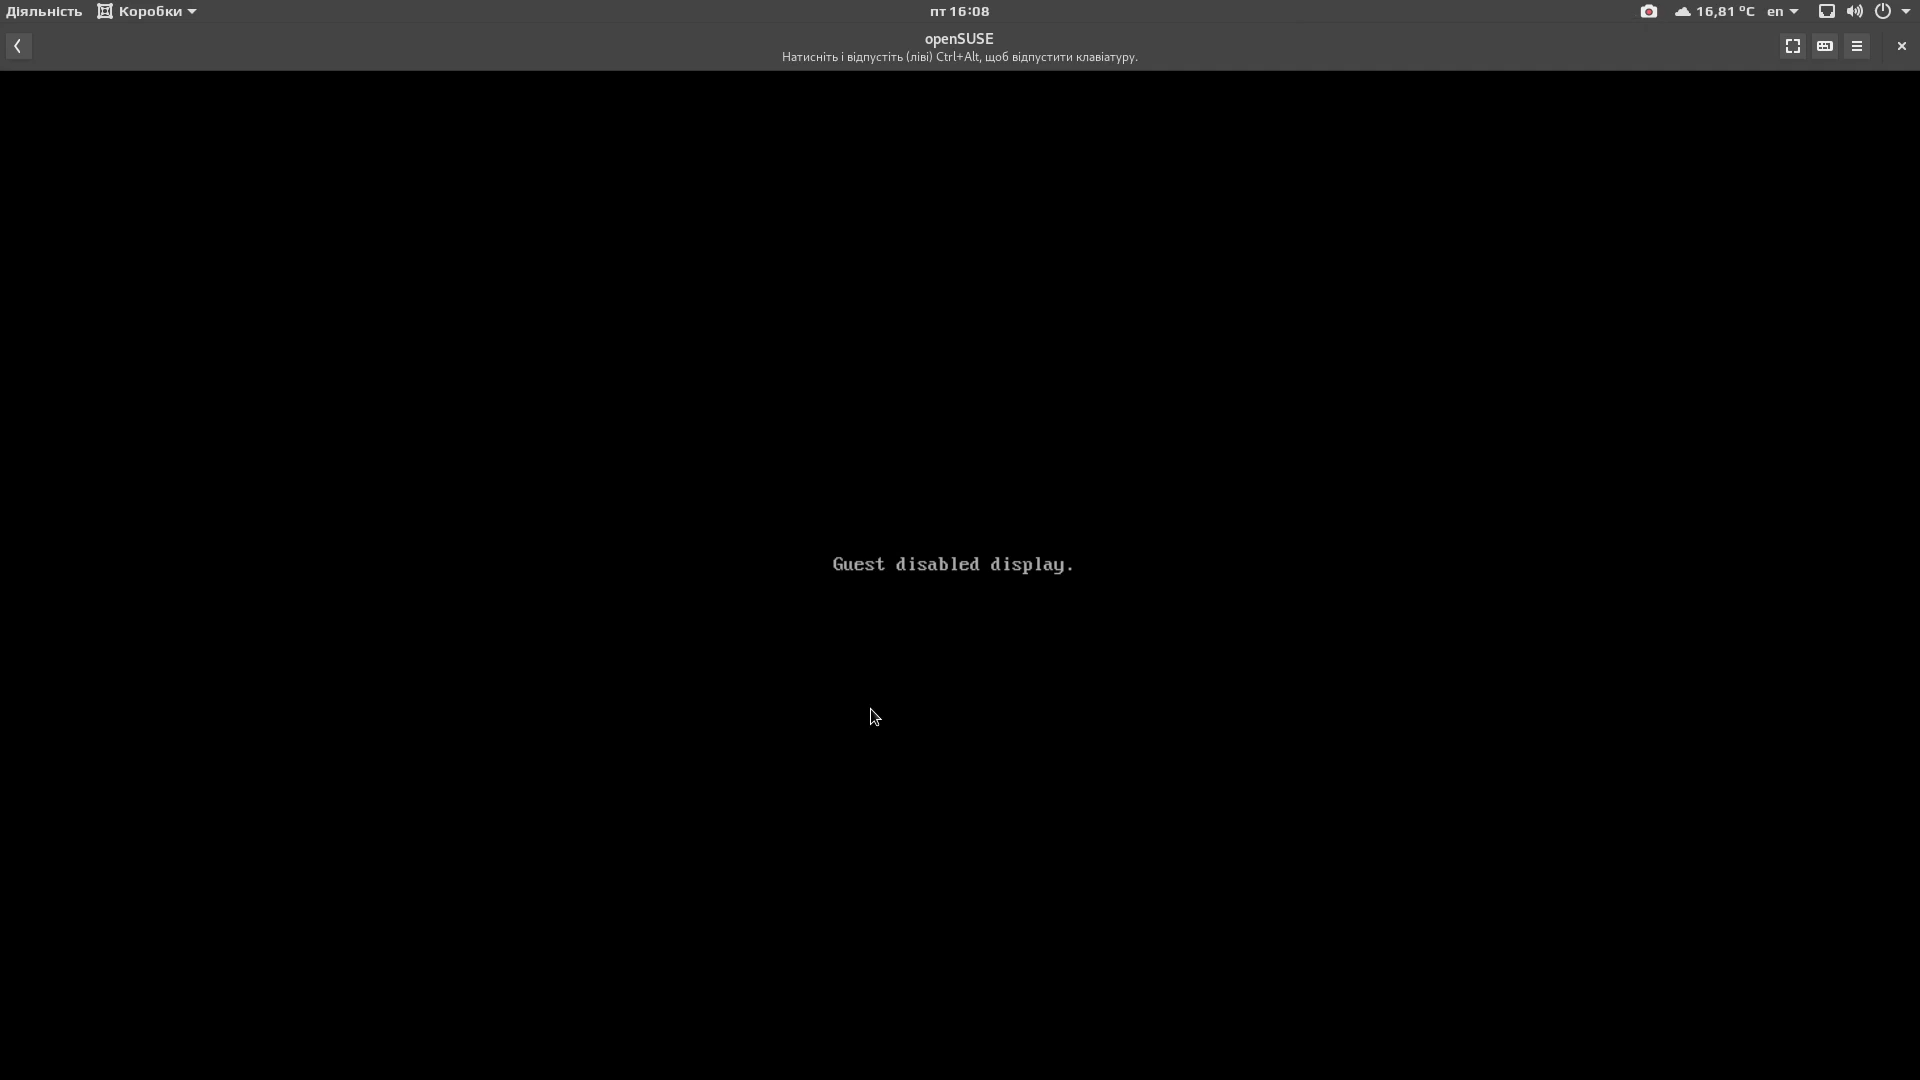 Діяльність Коробки пт 16:08 16,81 °C en
openSUSE
Натисніть і відпустіть (ліві) Ctrl+Alt, щоб відпустити клавіатуру.
Guest disabled display.